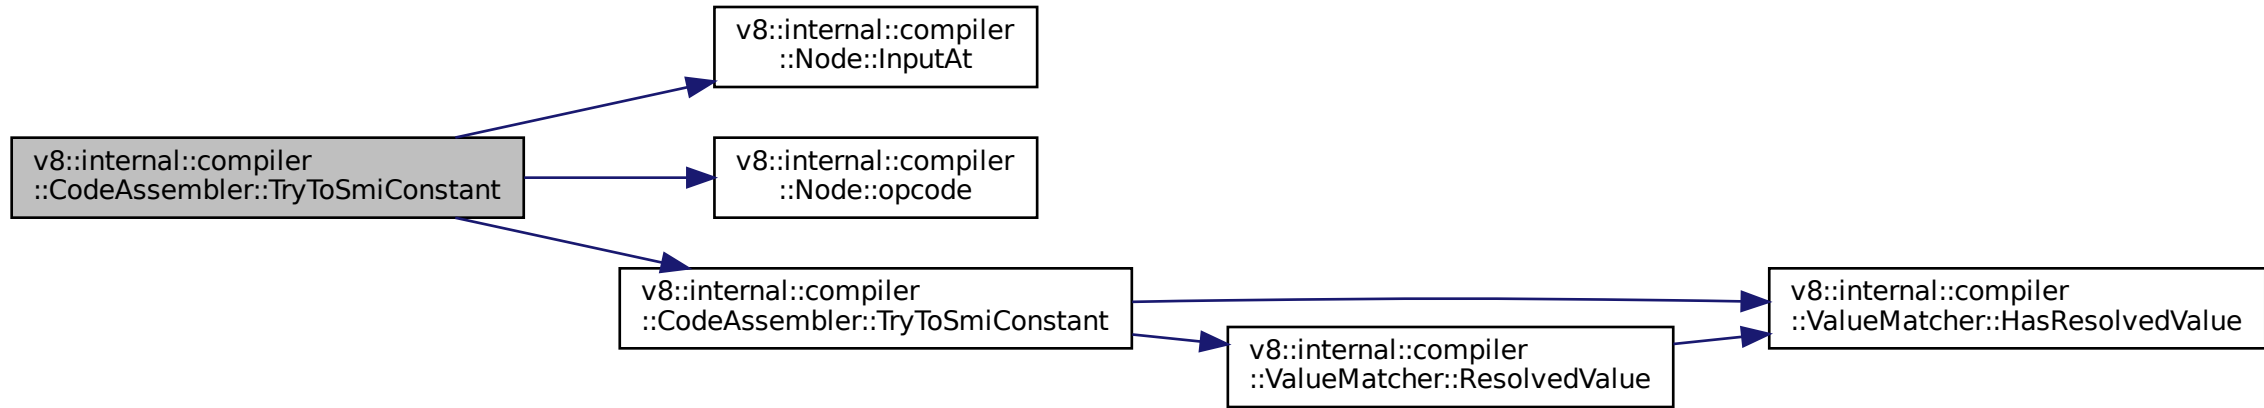 v8::internal::compiler
::Node::InputAt
v8::internal::compiler
::CodeAssembler::TryToSmiConstant
v8::internal::compiler
::Node::opcode
v8::internal::compiler
::CodeAssembler::TryToSmiConstant
v8::internal::compiler
::ValueMatcher::HasResolvedValue
v8::internal::compiler
::ValueMatcher::ResolvedValue